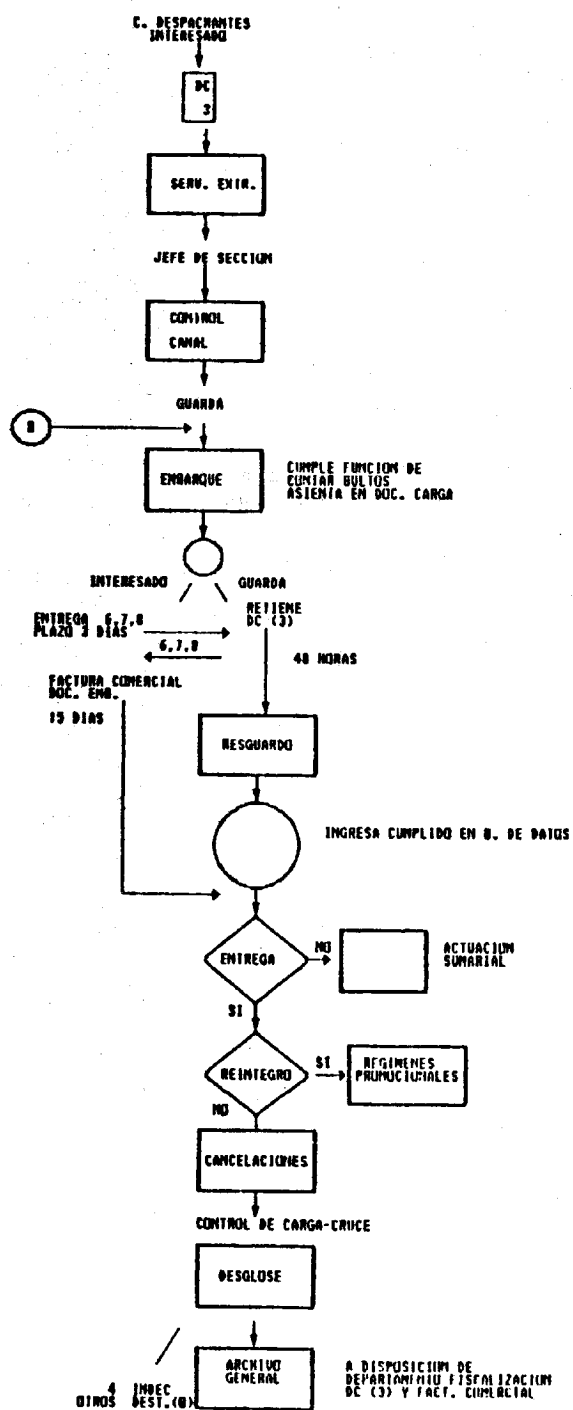 C. DESPACHANTES
INTERESADO
DC
3
SERV. EXTR.
JEFE DE SECCION
CONTROL
CANAL
GUARDA
B
EMBARQUE
CUMPLE FUNCION DE
CONTAR BULTOS
ASIENTA EN DOC. CARGA
INTERESADO GUARDA
ENTREGA 6,7,8
PLAZO 3 DIAS
RETIENE
DC (3)
6,7,8
48 HORAS
FACTURA COMERCIAL
DOC. EMB.
15 DIAS
RESGUARDO
INGRESA CUMPLIDO EN B. DE DATOS
ENTREGA
NO
ACTUACION
SUMARIAL
SI
REINTEGRO
SI
REGIMENES
PROMOCIONALES
NO
CANCELACIONES
CONTROL DE CARGA-CRUCE
DESGLOSE
ARCHIVO
GENERAL
A DISPOSICION DE
DEPARTAMENTO FISCALIZACION
DC (3) Y FACT. COMERCIAL
4 INDEC
OTROS DEST.(8)